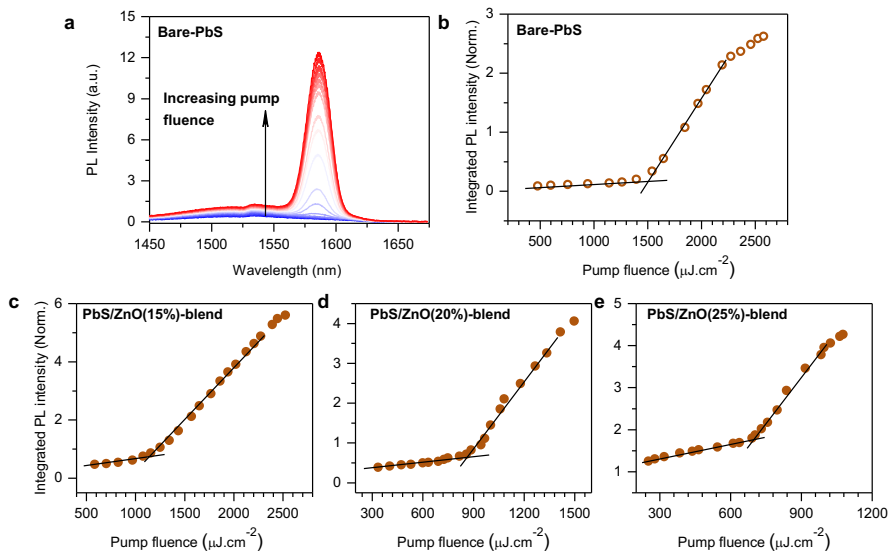 a
Bare-PbS
PL Intensity (a.u.)
15
12
9
6
3
0
Increasing pump
fluence
1450
1500
1550
1600
1650
Wavelength (nm)
b
Bare-PbS
Integrated PL intensity (Norm.)
3
2
1
0
500
1000
1500
2000
2500
Pump fluence (μJ.cm⁻²)
c
PbS/ZnO(15%)-blend
Integrated PL intensity (Norm.)
6
4
2
0
500
1000
1500
2000
2500
Pump fluence (μJ.cm⁻²)
d
PbS/ZnO(20%)-blend
4
3
2
1
0
300
600
900
1200
1500
Pump fluence (μJ.cm⁻²)
e
PbS/ZnO(25%)-blend
5
4
3
2
1
300
600
900
1200
Pump fluence (μJ.cm⁻²)